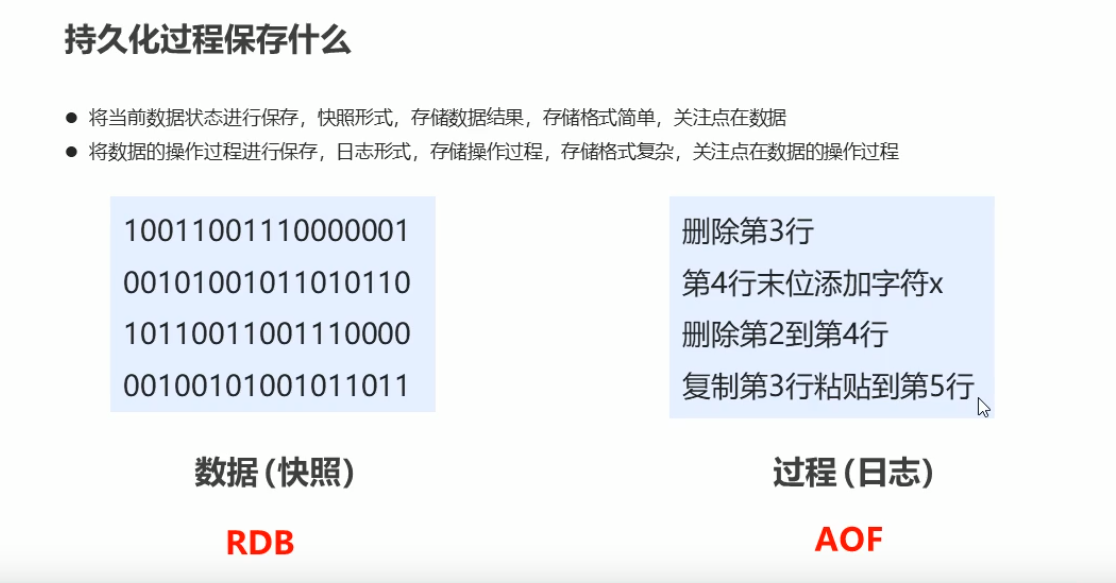 持久化过程保存什么
● 将当前数据状态进行保存，快照形式，存储数据结果，存储格式简单，关注点在数据
● 将数据的操作过程进行保存，日志形式，存储操作过程，存储格式复杂，关注点在数据的操作过程
10011001110000001
00101001011010110
10110011001110000
00100101001011011
数据（快照）
RDB
删除第3行
第4行末位添加字符x
删除第2到第4行
复制第3行粘贴到第5行
过程（日志）
AOF